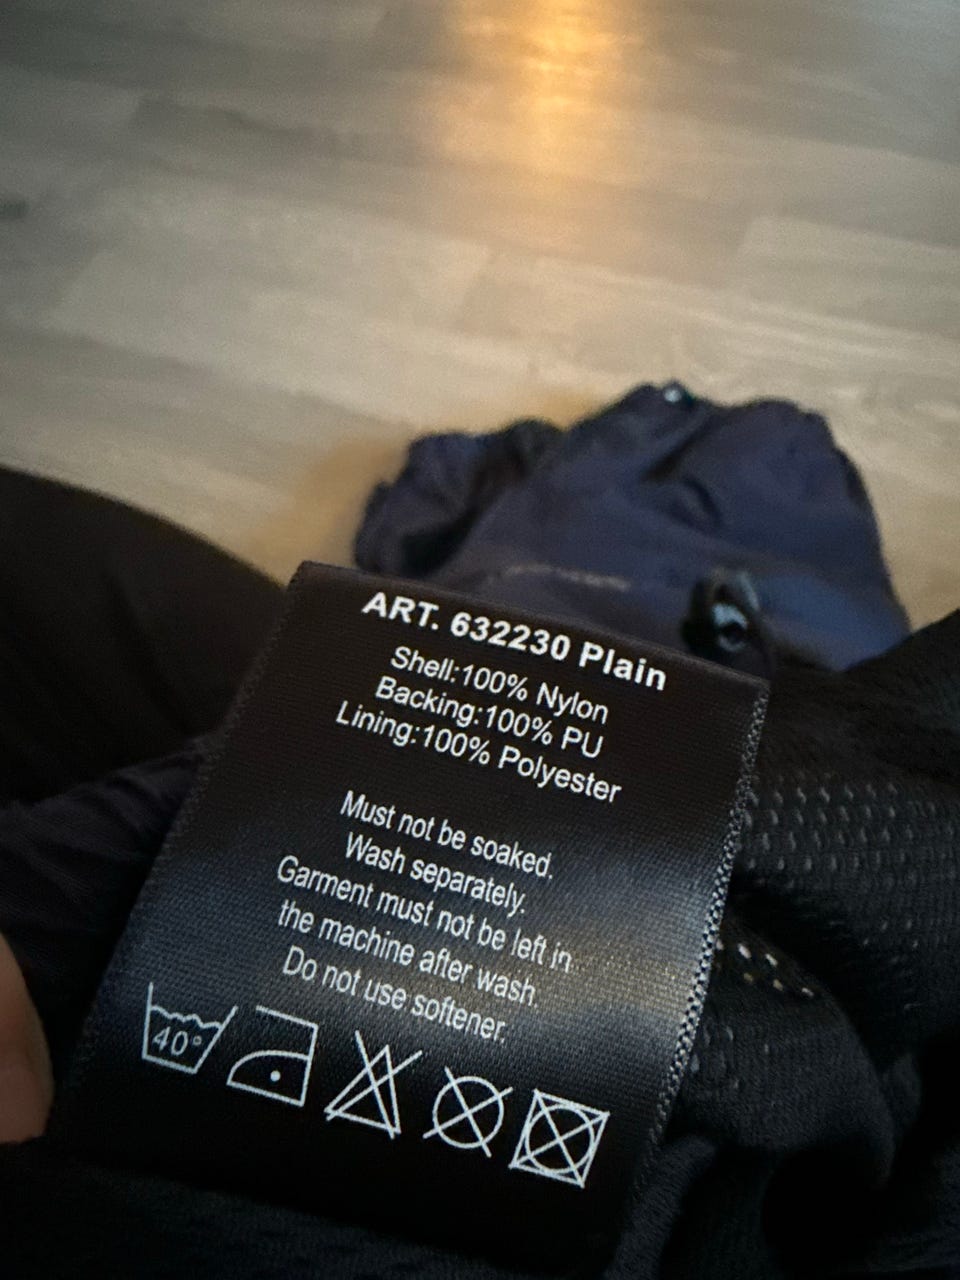 ART. 632230 Plain
Shell:100% Nylon
Backing:100% PU
Lining:100% Polyester
Must not be soaked.
Wash separately.
Garment must not be left in
the machine after wash.
Do not use softener.
40°